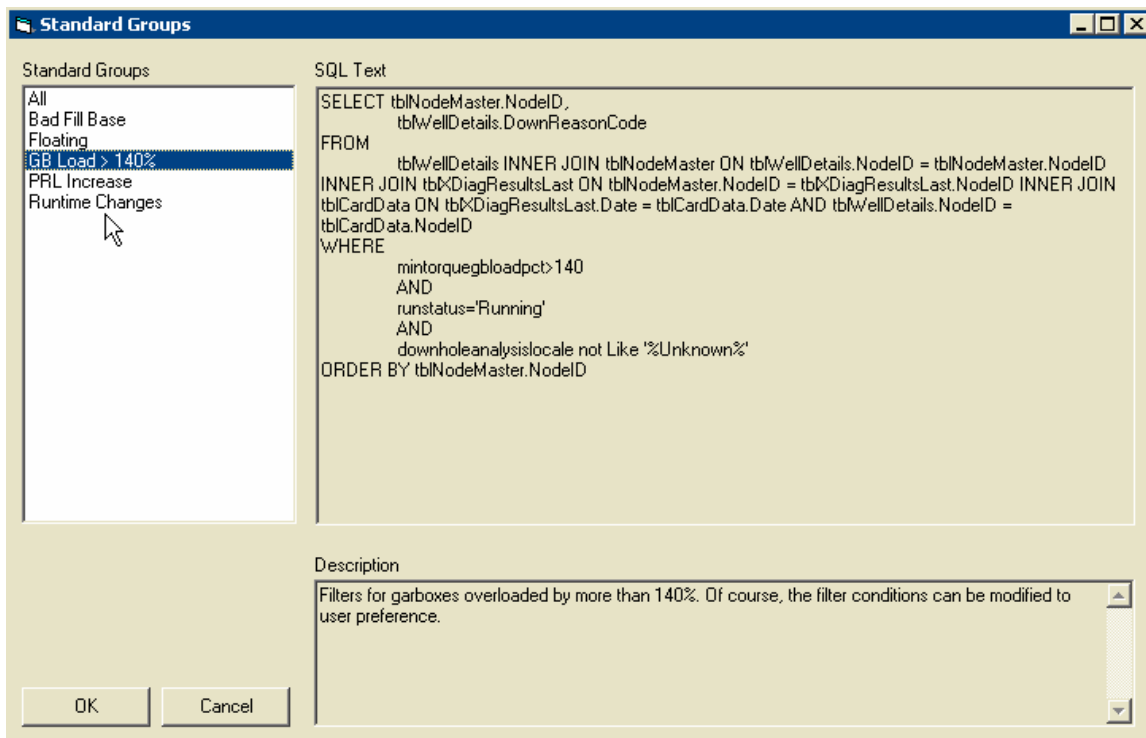 Standard Groups
Standard Groups
All
Bad Fill Base
Floating
GB Load > 140%
PRL Increase
Runtime Changes
SQL Text
SELECT tblNodeMaster.NodeID,
tblWellDetails.DownReasonCode
FROM
tblWellDetails INNER JOIN tblNodeMaster ON tblWellDetails.NodeID = tblNodeMaster.NodeID
INNER JOIN tblXDiagResultsLast ON tblNodeMaster.NodeID = tblXDiagResultsLast.NodeID INNER JOIN
tblCardData ON tblXDiagResultsLast.Date = tblCardData.Date AND tblWellDetails.NodeID =
tblCardData.NodeID
WHERE
mintorquegbloadpct>140
AND
runstatus='Running'
AND
downholeanalysislocale not Like '%Unknown%'
ORDER BY tblNodeMaster.NodeID
Description
Filters for garboxes overloaded by more than 140%. Of course, the filter conditions can be modified to
user preference.
OK
Cancel